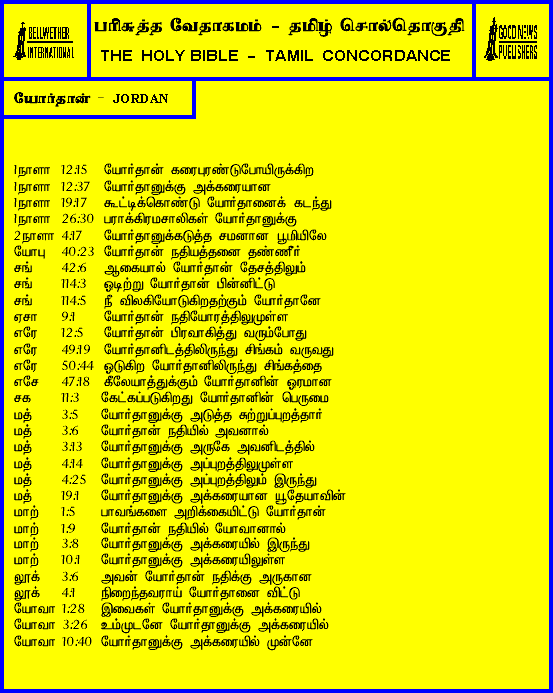 BELLWETHER
INTERNATIONAL
பரிசுத்த வேதாகமம் - தமிழ் சொல்தொகுதி
THE HOLY BIBLE - TAMIL CONCORDANCE
GOOD NEWS
PUBLISHERS
யோர்தான் - JORDAN
1நாளா 12:15 யோர்தான் கரைபுரண்டுபோயிருக்கிற
1நாளா 12:37 யோர்தானுக்கு அக்கரையான
1நாளா 19:17 கூட்டிக்கொண்டு யோர்தானைக் கடந்து
1நாளா 26:30 பராக்கிரமசாலிகள் யோர்தானுக்கு
2நாளா 4:17 யோர்தானுக்கடுத்த சமனான பூமியிலே
யோபு 40:23 யோர்தான் நதியத்தனை தண்ணீர்
சங் 42:6 ஆகையால் யோர்தான் தேசத்திலும்
சங் 114:3 ஓடிற்று யோர்தான் பின்னிட்டு
சங் 114:5 நீ விலகியோடுகிறதற்கும் யோர்தானே
ஏசா 9:1 யோர்தான் நதியோரத்திலுமுள்ள
எரே 12:5 யோர்தான் பிரவாகித்து வரும்போது
எரே 49:19 யோர்தானிடத்திலிருந்து சிங்கம் வருவது
எரே 50:44 ஓடுகிற யோர்தானிலிருந்து சிங்கத்தை
எசே 47:18 கீலேயாத்துக்கும் யோர்தானின் ஓரமான
சக 11:3 கேட்கப்படுகிறது யோர்தானின் பெருமை
மத் 3:5 யோர்தானுக்கு அடுத்த சுற்றுப்புறத்தார்
மத் 3:6 யோர்தான் நதியில் அவனால்
மத் 3:13 யோர்தானுக்கு அருகே அவனிடத்தில்
மத் 4:14 யோர்தானுக்கு அப்புறத்திலுமுள்ள
மத் 4:25 யோர்தானுக்கு அப்புறத்திலும் இருந்து
மத் 19:1 யோர்தானுக்கு அக்கரையான யூதேயாவின்
மாற் 1:5 பாவங்களை அறிக்கையிட்டு யோர்தான்
மாற் 1:9 யோர்தான் நதியில் யோவானால்
மாற் 3:8 யோர்தானுக்கு அக்கரையில் இருந்து
மாற் 10:1 யோர்தானுக்கு அக்கரையிலுள்ள
லூக் 3:6 அவன் யோர்தான் நதிக்கு அருகான
லூக் 4:1 நிறைந்தவராய் யோர்தானை விட்டு
யோவா 1:28 இவைகள் யோர்தானுக்கு அக்கரையில்
யோவா 3:26 உம்முடனே யோர்தானுக்கு அக்கரையில்
யோவா 10:40 யோர்தானுக்கு அக்கரையில் முன்னே